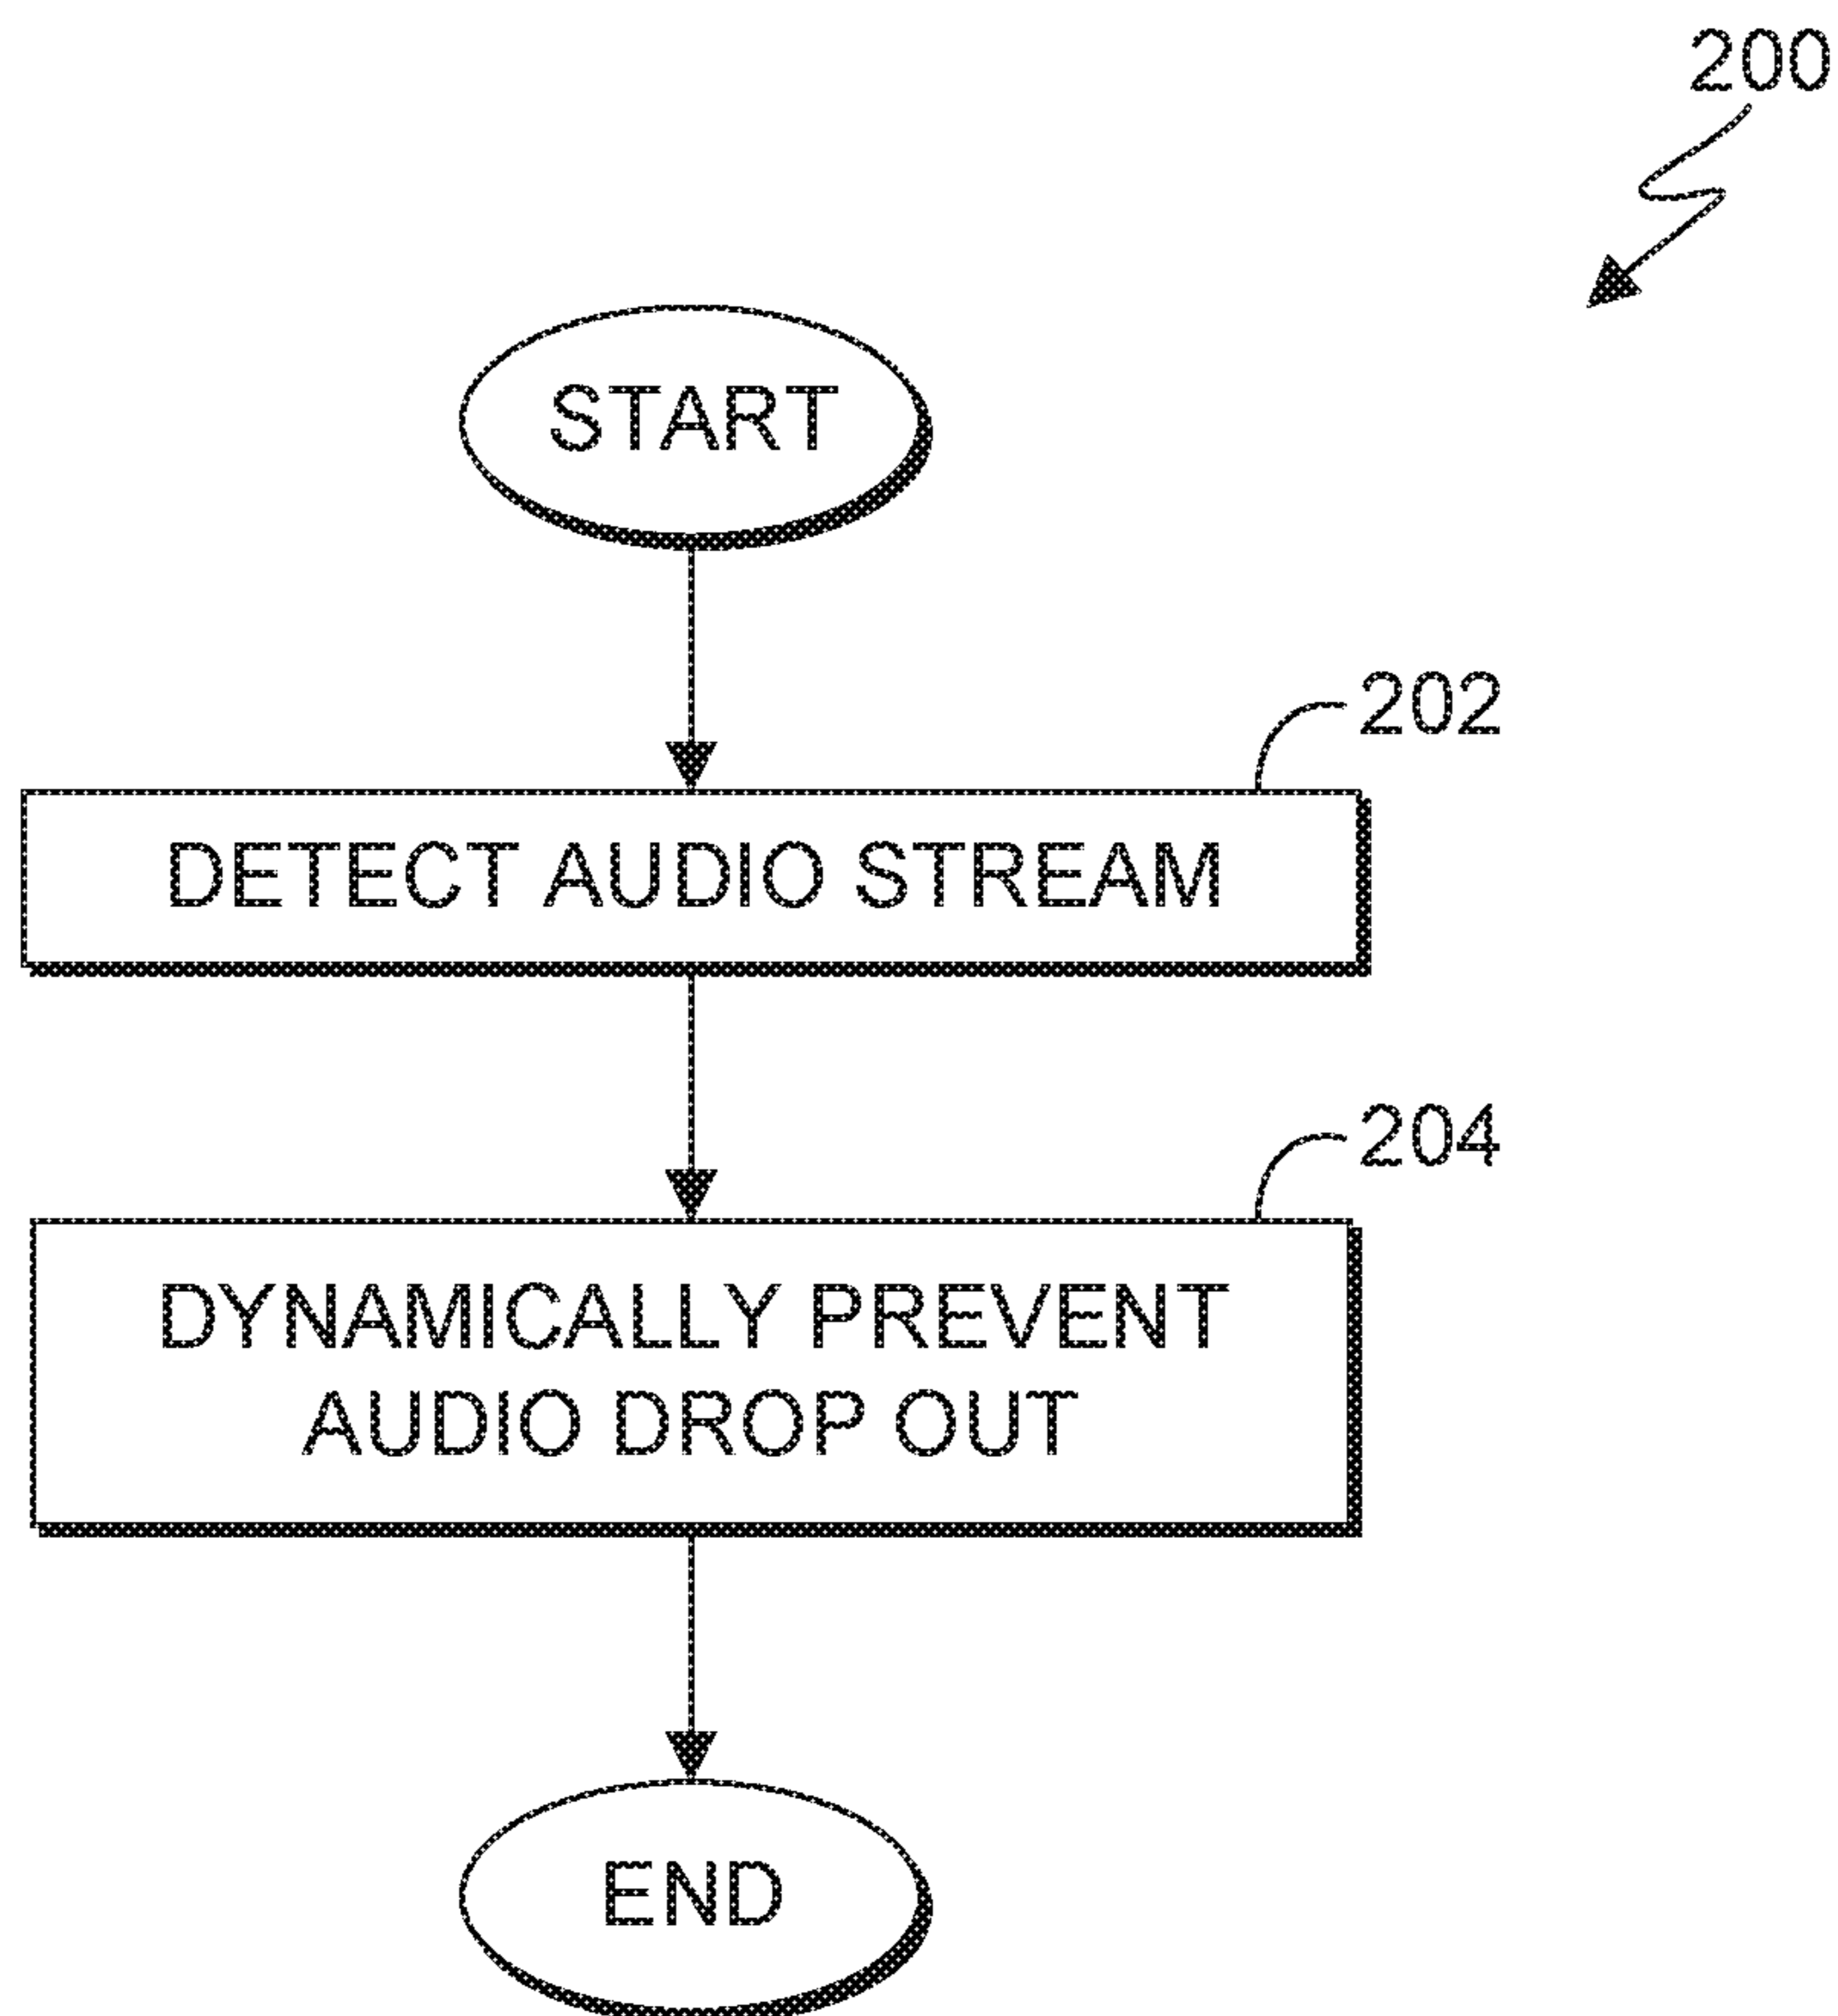 200
START
202
DETECT AUDIO STREAM
204
DYNAMICALLY PREVENT
AUDIO DROP OUT
END